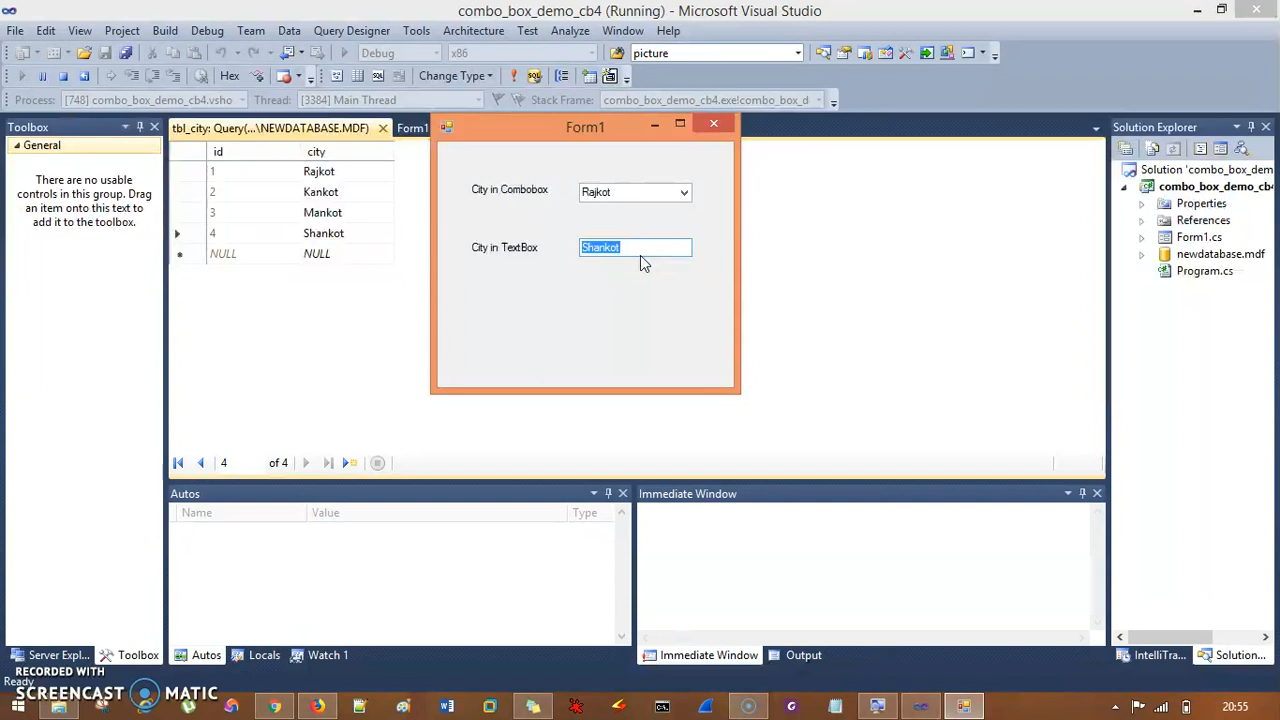 combo_box_demo_cb4 (Running) - Microsoft Visual Studio
File Edit View Project Build Debug Team Data Query Designer Tools Architecture Test Analyze Window Help
Debug x86 picture
Hex Change Type
Process: [748] combo_box_demo_cb4.vsho Thread: [3384] Main Thread Stack Frame: combo_box_demo_cb4.exe!combo_box_d
Toolbox
General
There are no usable
controls in this group. Drag
an item onto this text to
add it to the toolbox.
tbl_city: Query(...\NEWDATABASE.MDF) Form1
id city
1 Rajkot
2 Kankot
3 Mankot
4 Shankot
NULL NULL
4 of 4
Form1
City in Combobox Rajkot
City in TextBox Shankot
Solution Explorer
Solution 'combo_box_dem
combo_box_demo_cb4
Properties
References
Form1.cs
newdatabase.mdf
Program.cs
Autos
Name Value Type
Immediate Window
Server Expl... Toolbox Autos Locals Watch 1 Immediate Window Output IntelliTra... Solution...
Ready
RECORDED WITH
SCREENCAST MATIC
20:55